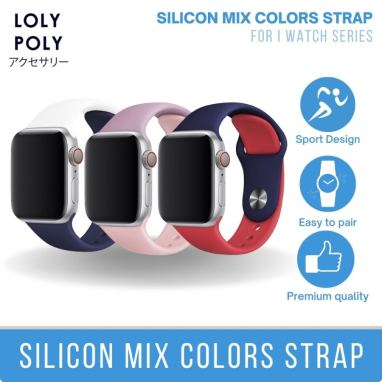 LOLY
POLY
アクセサリー
SILICON MIX COLORS STRAP
FOR I WATCH SERIES
Sport Design
Easy to pair
Premium quality
SILICON MIX COLORS STRAP